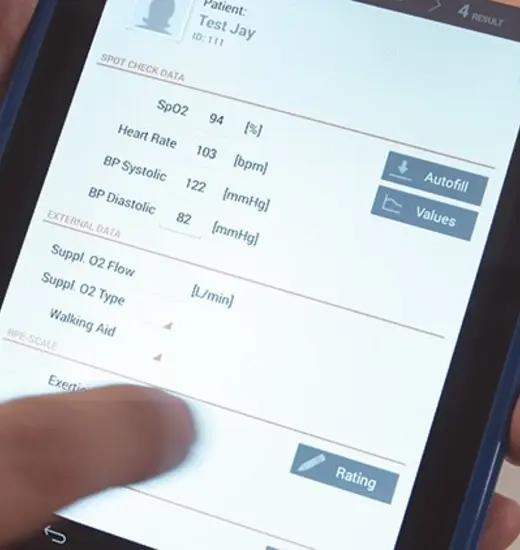 4 RESULT
Patient:
Test Jay
ID: 111
SPOT CHECK DATA
SpO2 94 [%]
Heart Rate 103 [bpm]
BP Systolic 122 [mmHg]
BP Diastolic 82 [mmHg]
Autofill
Values
EXTERNAL DATA
Suppl. O2 Flow [L/min]
Suppl. O2 Type
Walking Aid
RPE-SCALE
Rating